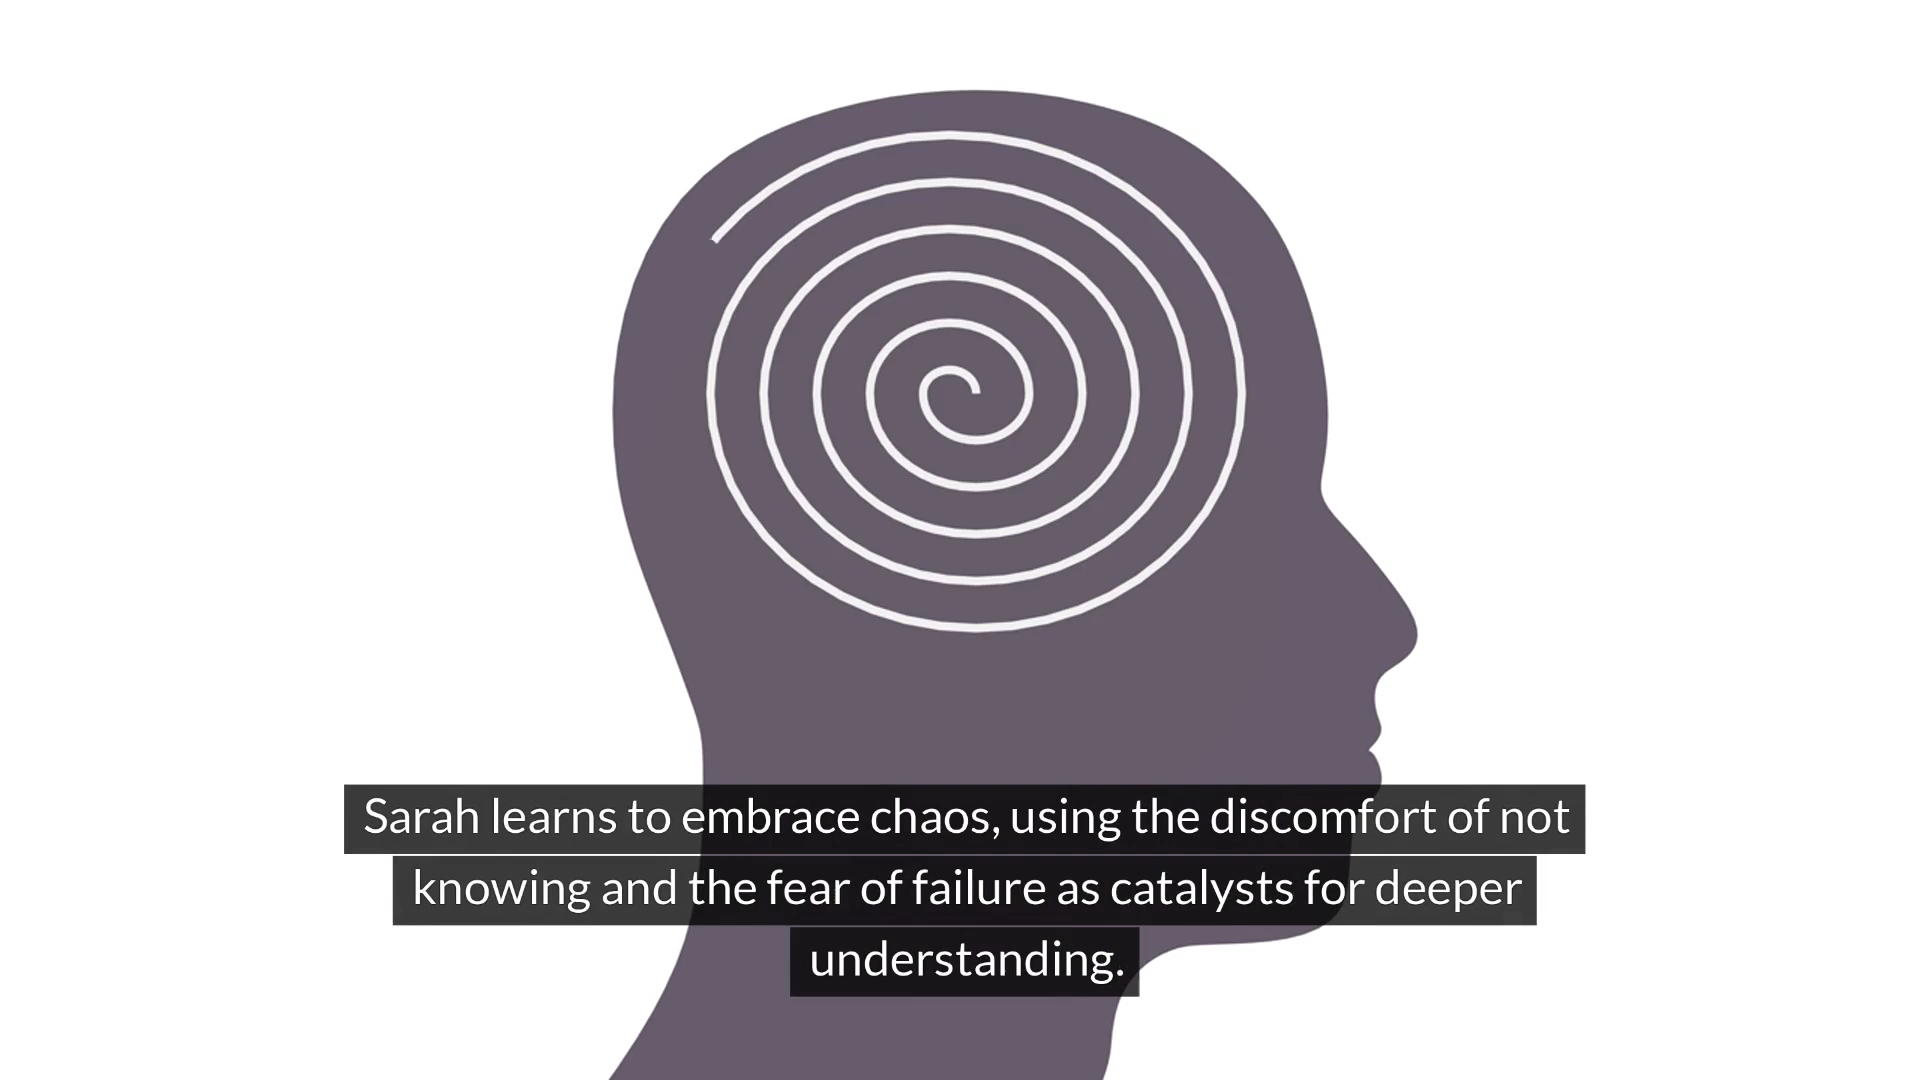 Sarah learns to embrace chaos, using the discomfort of not
knowing and the fear of failure as catalysts for deeper
understanding.